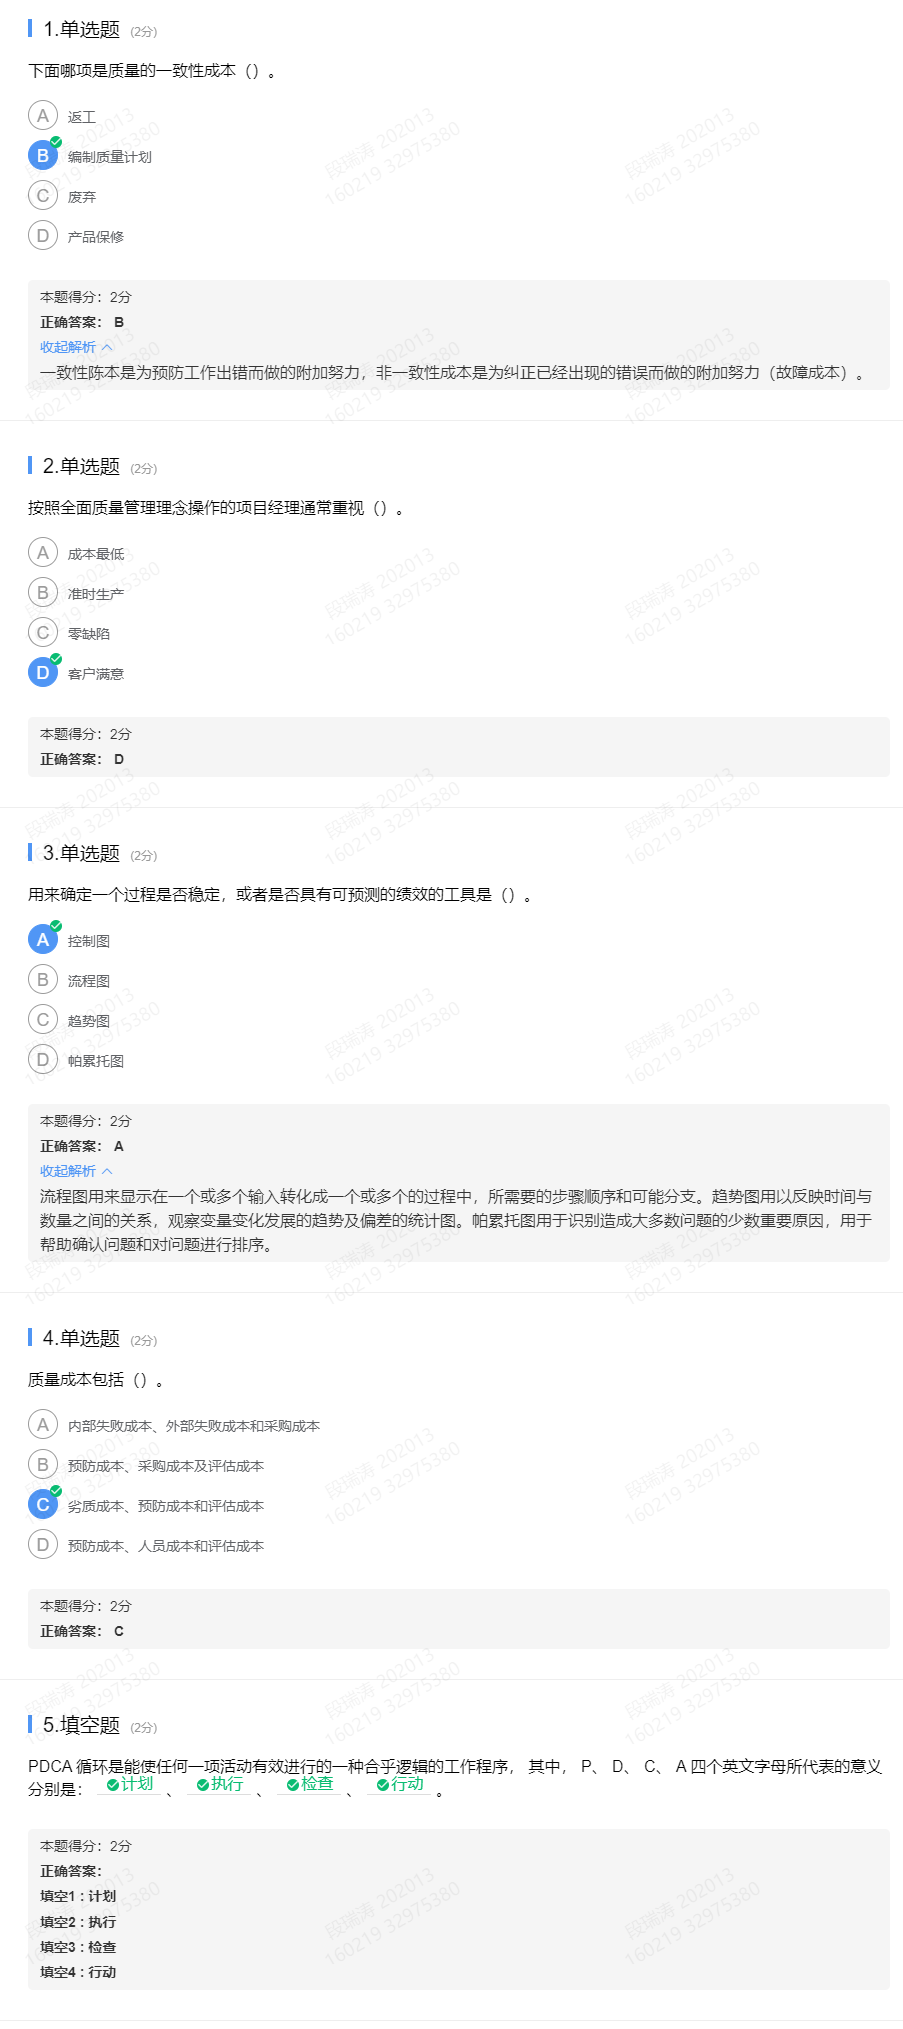 1.单选题 (2分)
下面哪项是质量的一致性成本（）。
A 返工
B 编制质量计划
C 废弃
D 产品保修
本题得分：2分
正确答案： B
收起解析
一致性陈本是为预防工作出错而做的附加努力，非一致性成本是为纠正已经出现的错误而做的附加努力（故障成本）。
2.单选题 (2分)
按照全面质量管理理念操作的项目经理通常重视（）。
A 成本最低
B 准时生产
C 零缺陷
D 客户满意
本题得分：2分
正确答案： D
3.单选题 (2分)
用来确定一个过程是否稳定，或者是否具有可预测的绩效的工具是（）。
A 控制图
B 流程图
C 趋势图
D 帕累托图
本题得分：2分
正确答案： A
收起解析
流程图用来显示在一个或多个输入转化成一个或多个的过程中，所需要的步骤顺序和可能分支。趋势图用以反映时间与
数量之间的关系，观察变量变化发展的趋势及偏差的统计图。帕累托图用于识别造成大多数问题的少数重要原因，用于
帮助确认问题和对问题进行排序。
4.单选题 (2分)
质量成本包括（）。
A 内部失败成本、外部失败成本和采购成本
B 预防成本、采购成本及评估成本
C 劣质成本、预防成本和评估成本
D 预防成本、人员成本和评估成本
本题得分：2分
正确答案： C
5.填空题 (2分)
PDCA 循环是能使任何一项活动有效进行的一种合乎逻辑的工作程序， 其中， P、 D、 C、 A 四个英文字母所代表的意义
分别是： 计划 、 执行 、 检查 、 行动 。
本题得分：2分
正确答案：
填空1 : 计划
填空2 : 执行
填空3 : 检查
填空4 : 行动
段瑞涛 202013
160219 32975380